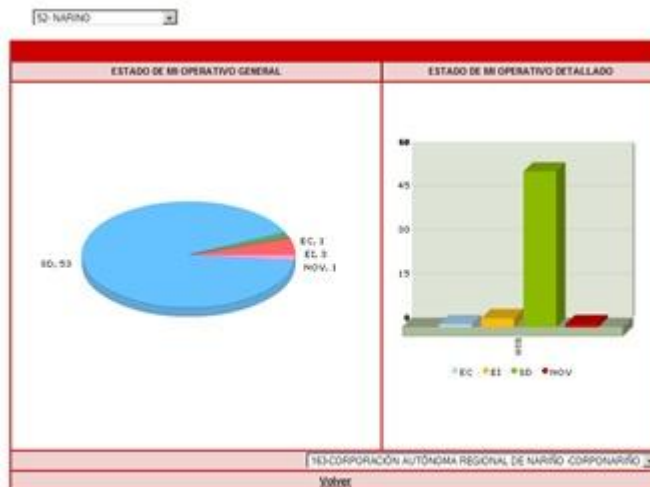 52- NARIÑO
ESTADO DE MI OPERATIVO GENERAL
ESTADO DE MI OPERATIVO DETALLADO
SD, 53
EC, 1
EI, 3
NOV, 1
60
45
30
15
EC EI SD NOV
163-CORPORACIÓN AUTÓNOMA REGIONAL DE NARIÑO -CORPONARIÑO
Volver